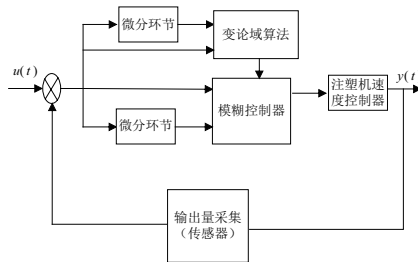 微分环节
变论域算法
u(t)
模糊控制器
注塑机速
度控制器
y(t
微分环节
输出量采集
（传感器）